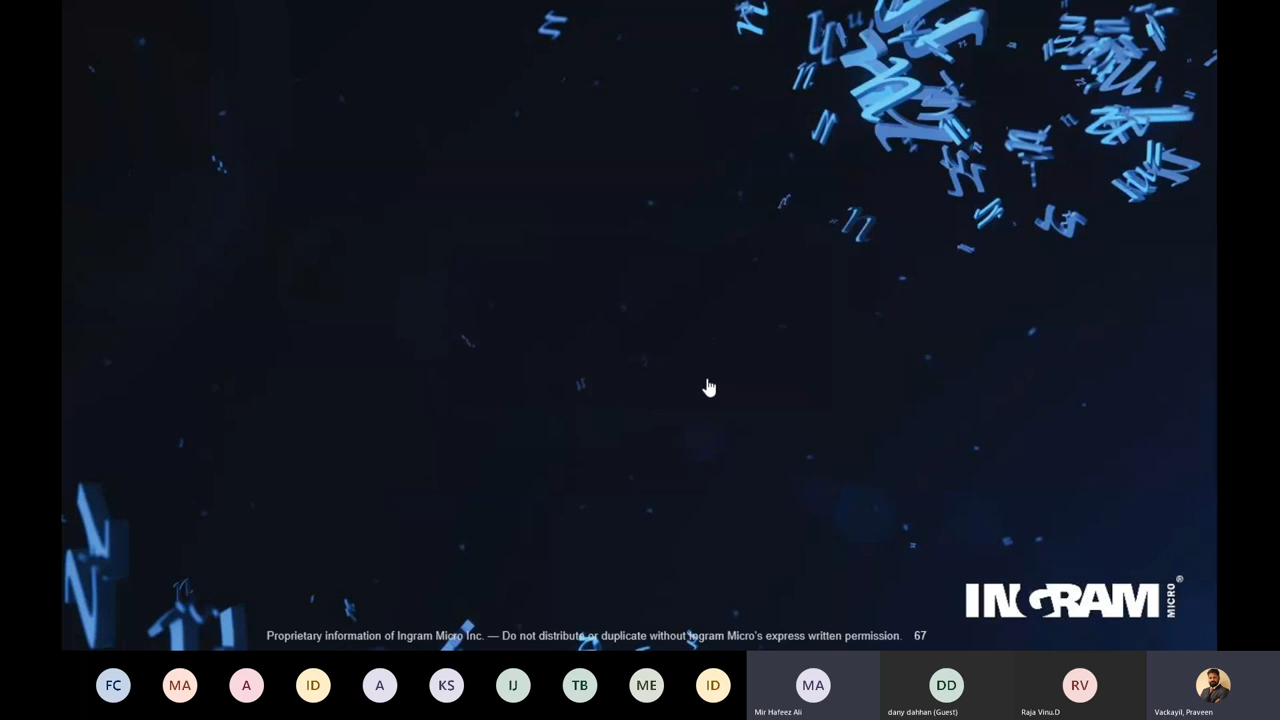 INGRAM MICRO®
Proprietary information of Ingram Micro Inc. — Do not distribute or duplicate without Ingram Micro's express written permission. 67
FC MA A ID A KS IJ TB ME ID MA DD RV
Mir Hafeez Ali dany dahhan (Guest) Raja Vinu.D Vackayil, Praveen